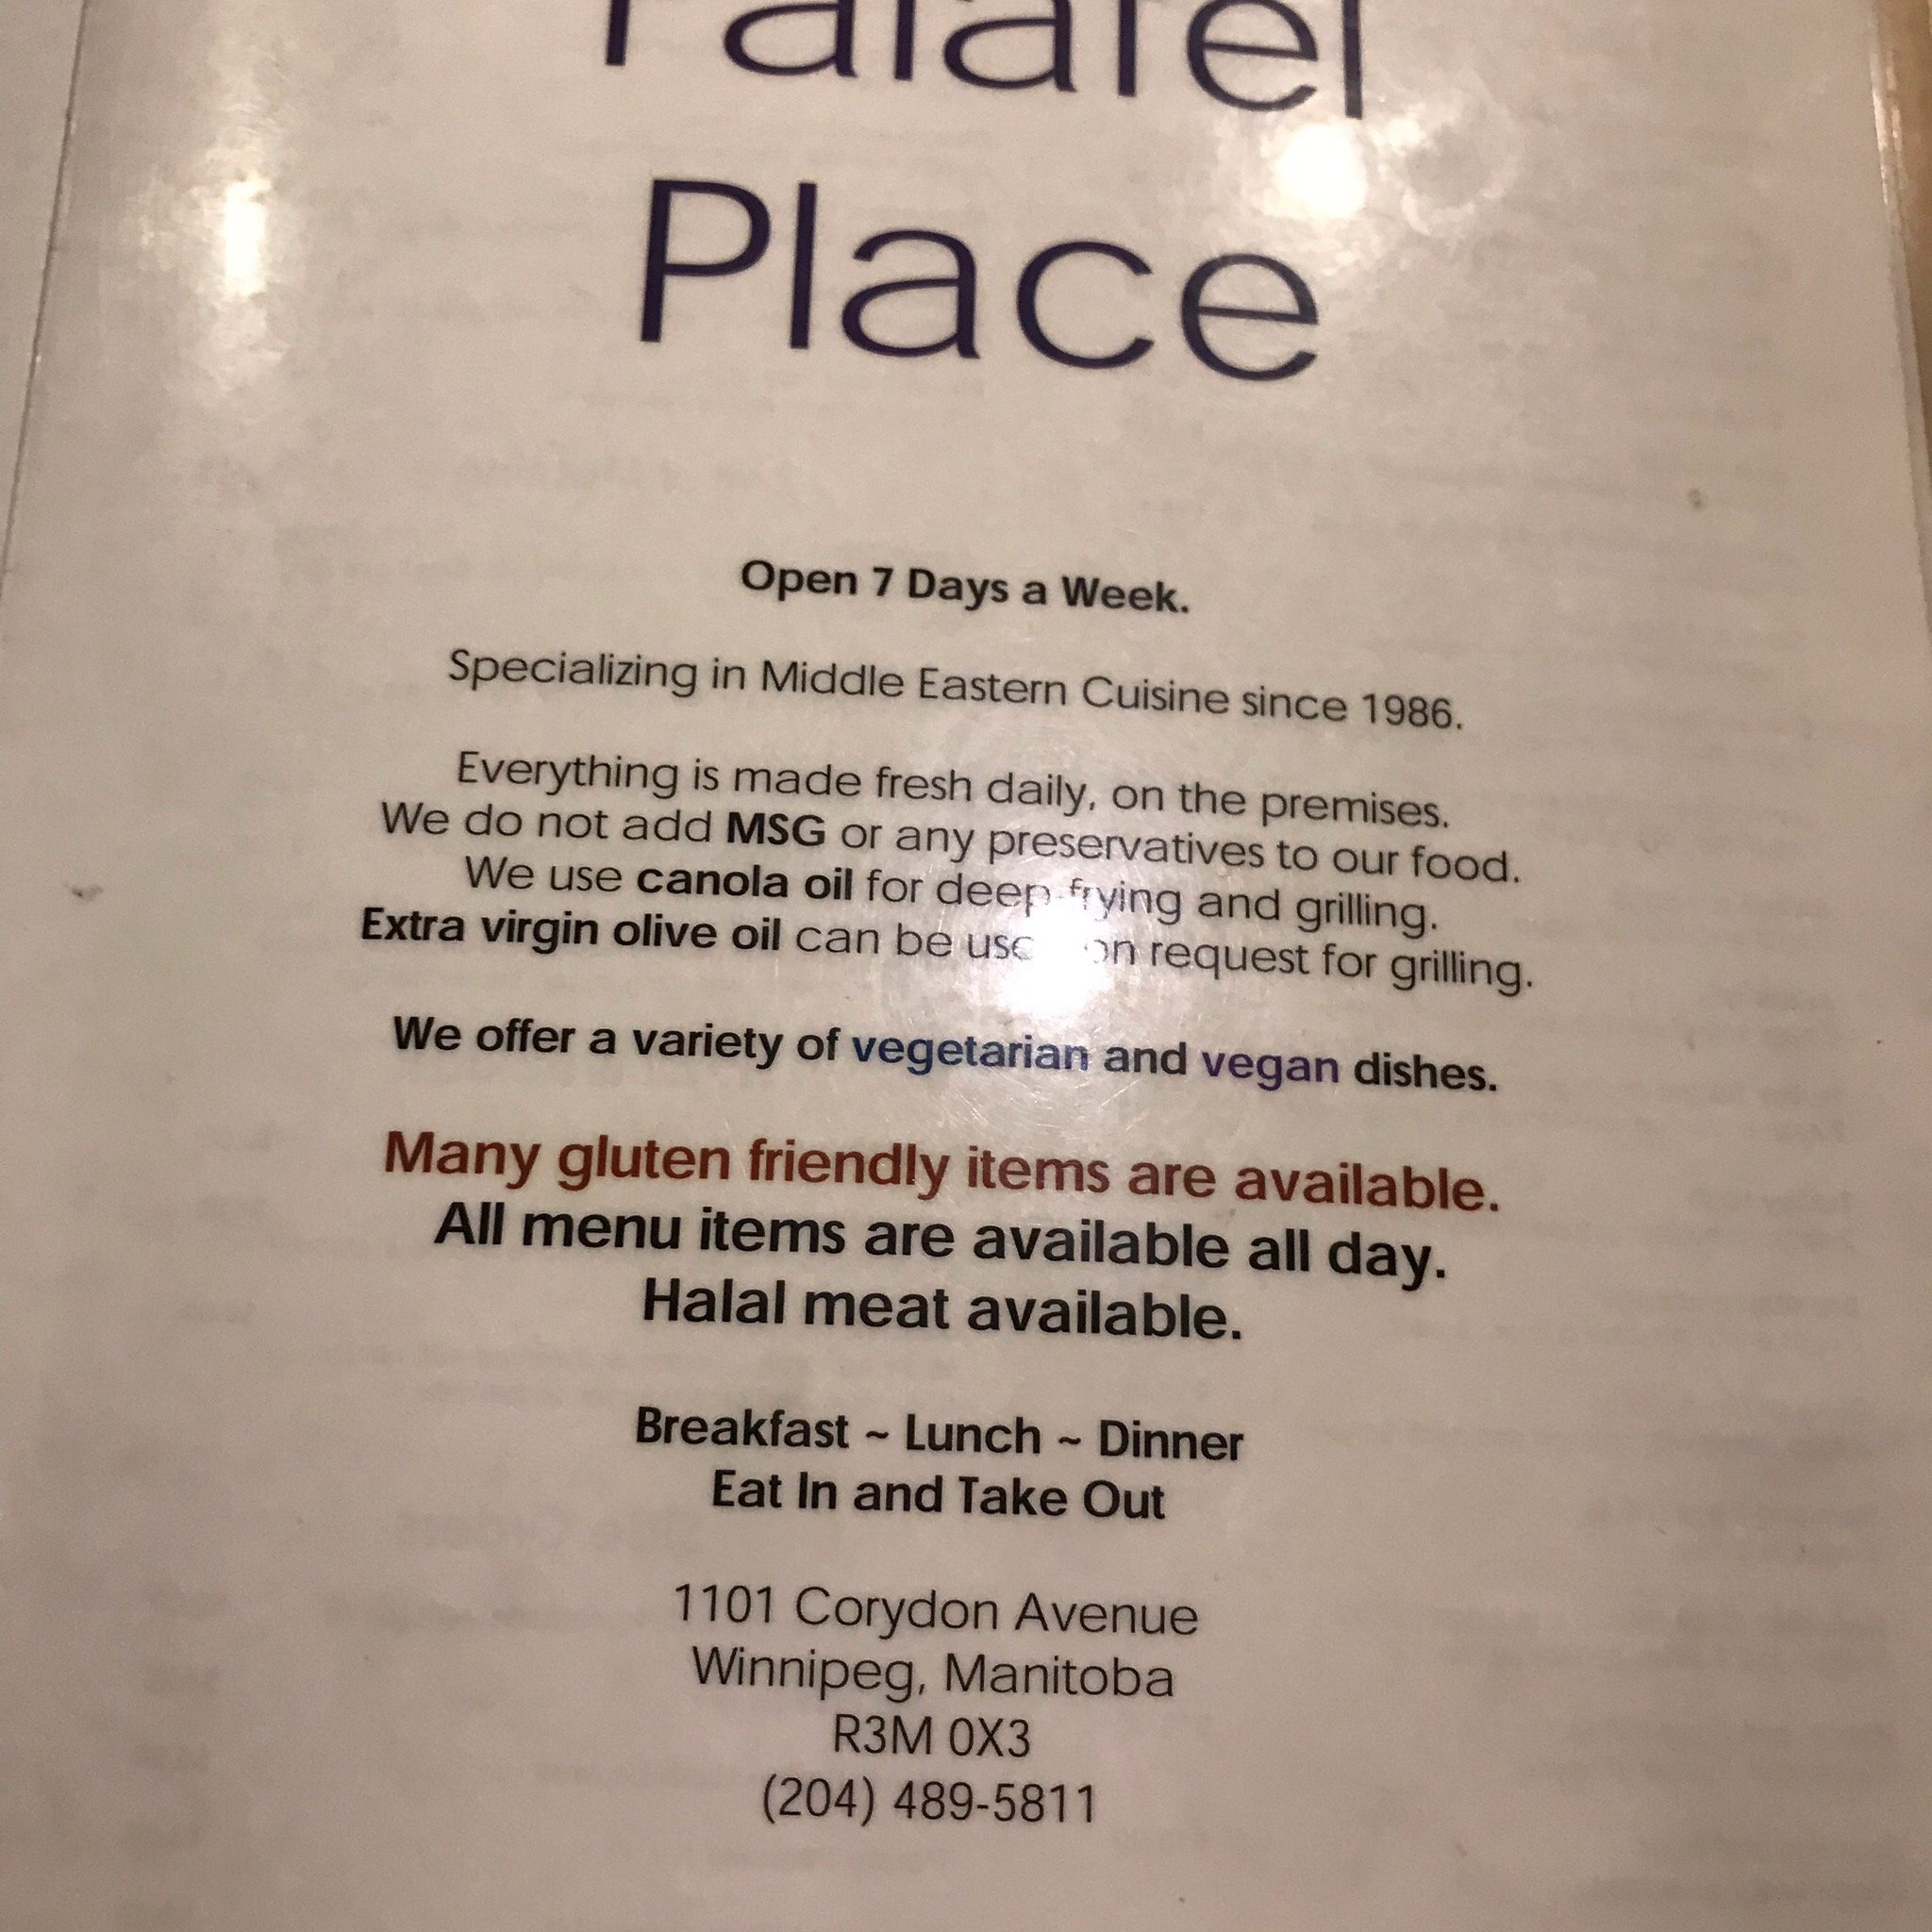 Falafel
Place
Open 7 Days a Week.
Specializing in Middle Eastern Cuisine since 1986.
Everything is made fresh daily, on the premises.
We do not add MSG or any preservatives to our food.
We use canola oil for deep frying and grilling.
Extra virgin olive oil can be on request for grilling.
We offer a variety of vegetarian and vegan dishes.
Many gluten friendly items are available.
All menu items are available all day.
Halal meat available.
Breakfast ~ Lunch ~ Dinner
Eat In and Take Out
1101 Corydon Avenue
Winnipeg, Manitoba
R3M 0X3
(204) 489-5811